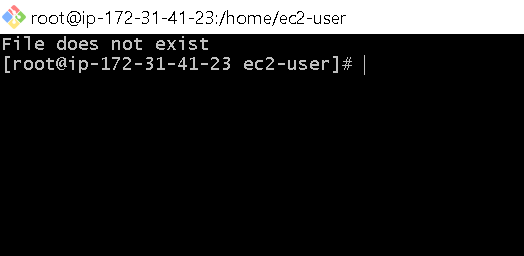 root@ip-172-31-41-23:/home/ec2-user
File does not exist
[root@ip-172-31-41-23 ec2-user]#